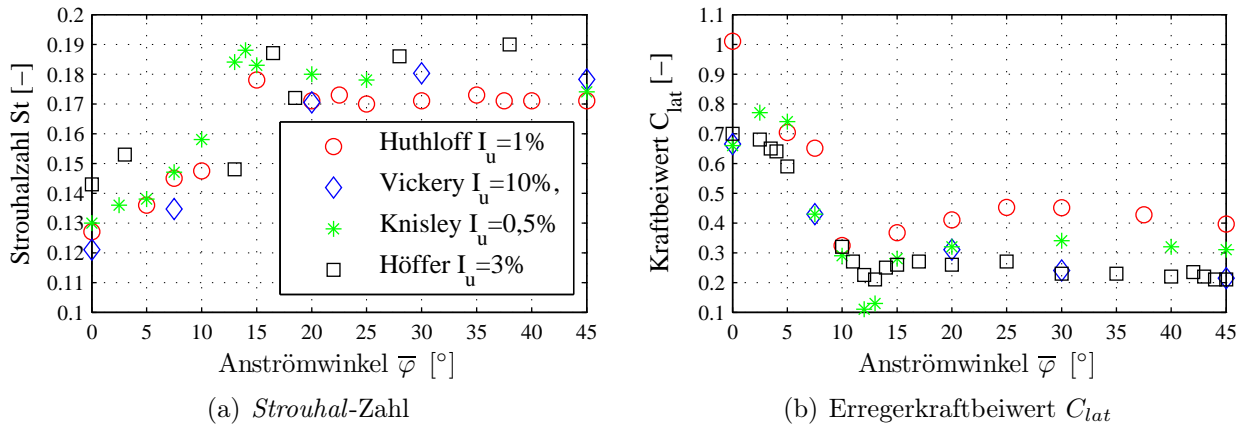 0.2
0.19
0.18
0.17
0.16
0.15
0.14
0.13
0.12
0.11
0.1
Strouhalzahl St [−]
0 5 10 15 20 25 30 35 40 45
Anströmwinkel φ̅ [°]
Huthloff I_u=1%
Vickery I_u=10%,
Knisley I_u=0,5%
Höffer I_u=3%
(a) Strouhal-Zahl
1.1
1
0.9
0.8
0.7
0.6
0.5
0.4
0.3
0.2
0.1
Kraftbeiwert C_lat [−]
0 5 10 15 20 25 30 35 40 45
Anströmwinkel φ̅ [°]
(b) Erregerkraftbeiwert C_lat